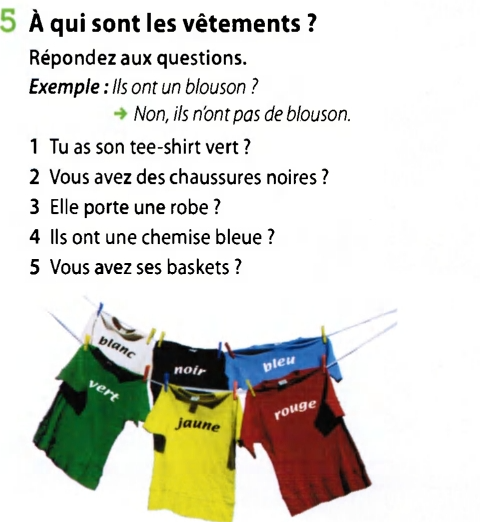 5 À qui sont les vêtements ?
Répondez aux questions.
Exemple : Ils ont un blouson ?
→ Non, ils n'ont pas de blouson.
1 Tu as son tee-shirt vert ?
2 Vous avez des chaussures noires ?
3 Elle porte une robe ?
4 Ils ont une chemise bleue ?
5 Vous avez ses baskets ?
blanc
noir
bleu
vert
jaune
rouge